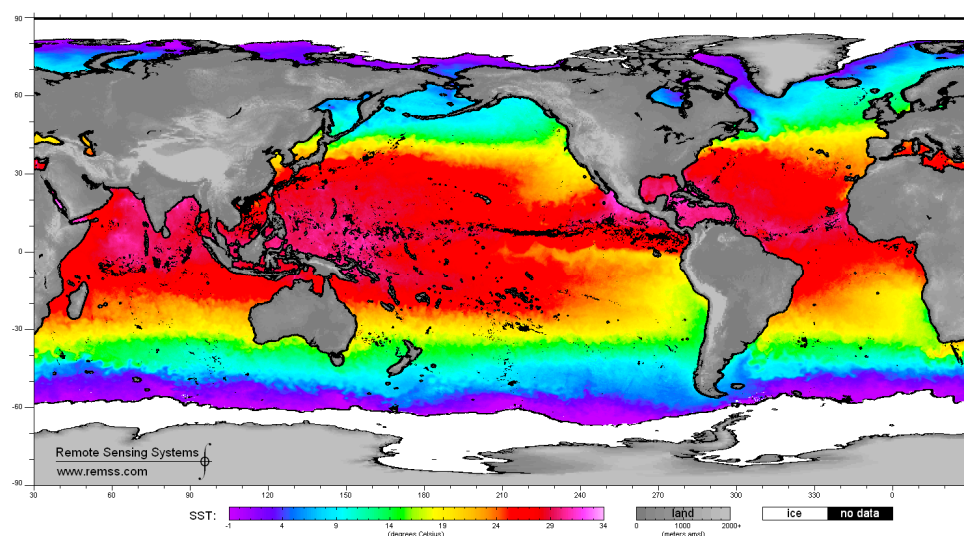 90
60
30
0
-30
-60
-90
Remote Sensing Systems
www.remss.com
30 60 90 120 150 180 210 240 270 300 330 0
SST:
-1 4 9 14 19 24 29 34
(degrees Celsius)
land
0 1000 2000+
(meters amsl)
ice no data